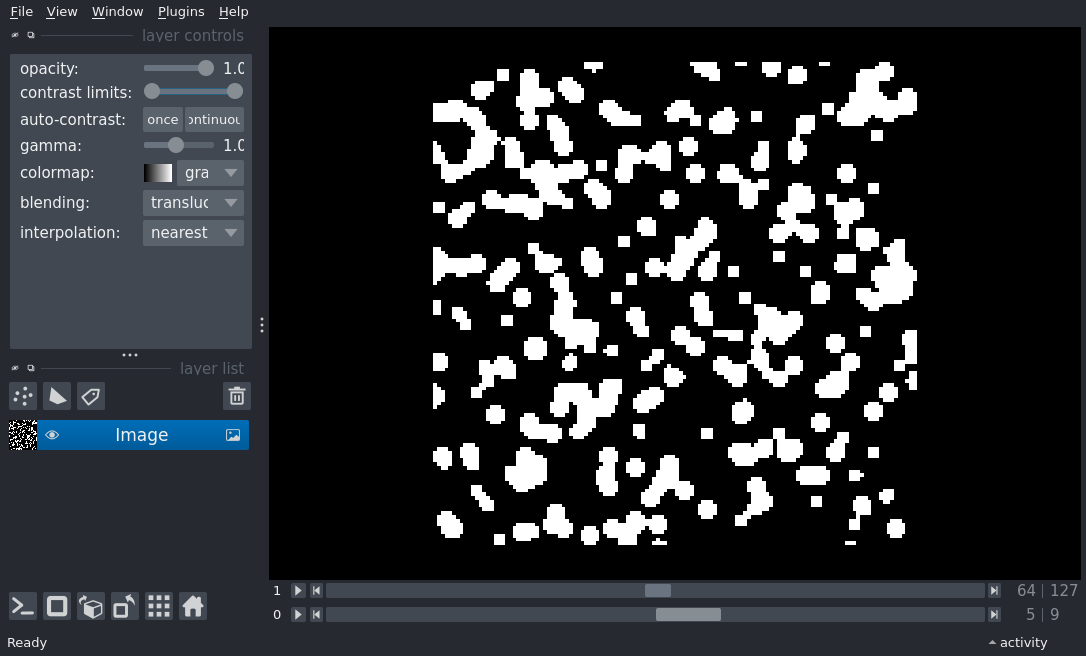 File View Window Plugins Help
layer controls
opacity: 1.0
contrast limits:
auto-contrast: once ontinuou
gamma: 1.0
colormap: gra
blending: transluc
interpolation: nearest
layer list
Image
1 64 | 127
0 5 | 9
Ready activity